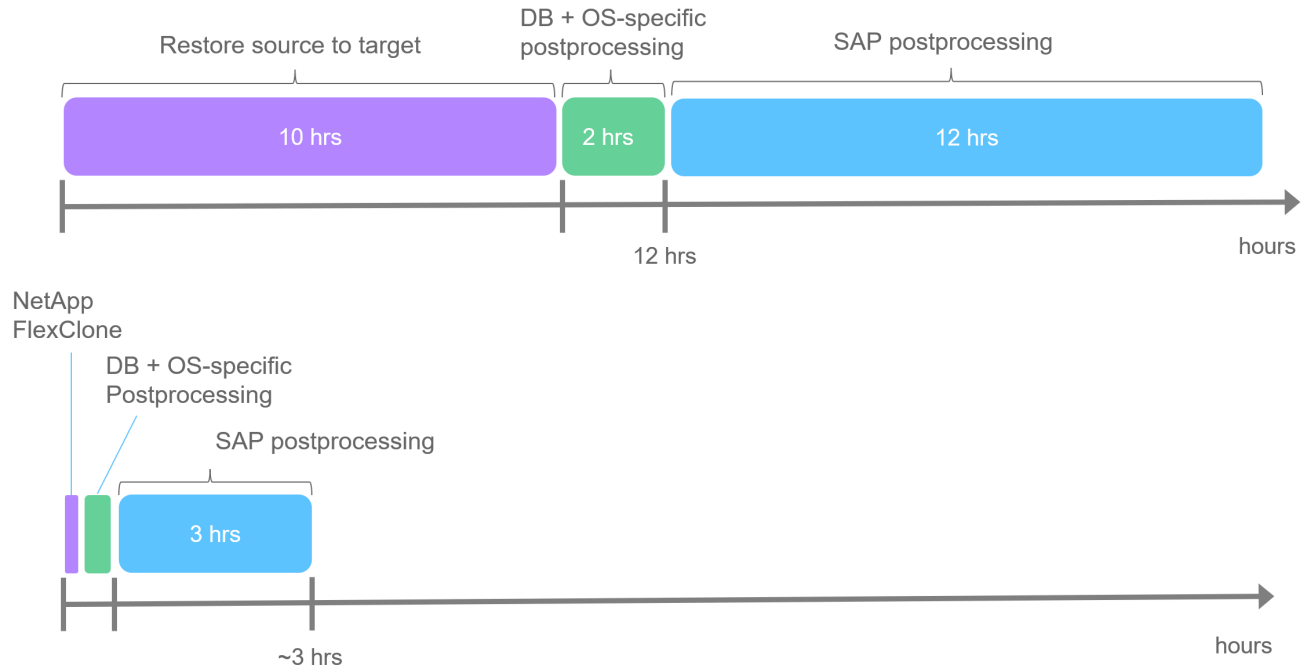 Restore source to target
DB + OS-specific
postprocessing
SAP postprocessing
10 hrs
2 hrs
12 hrs
12 hrs
hours
NetApp
FlexClone
DB + OS-specific
Postprocessing
SAP postprocessing
3 hrs
~3 hrs
hours